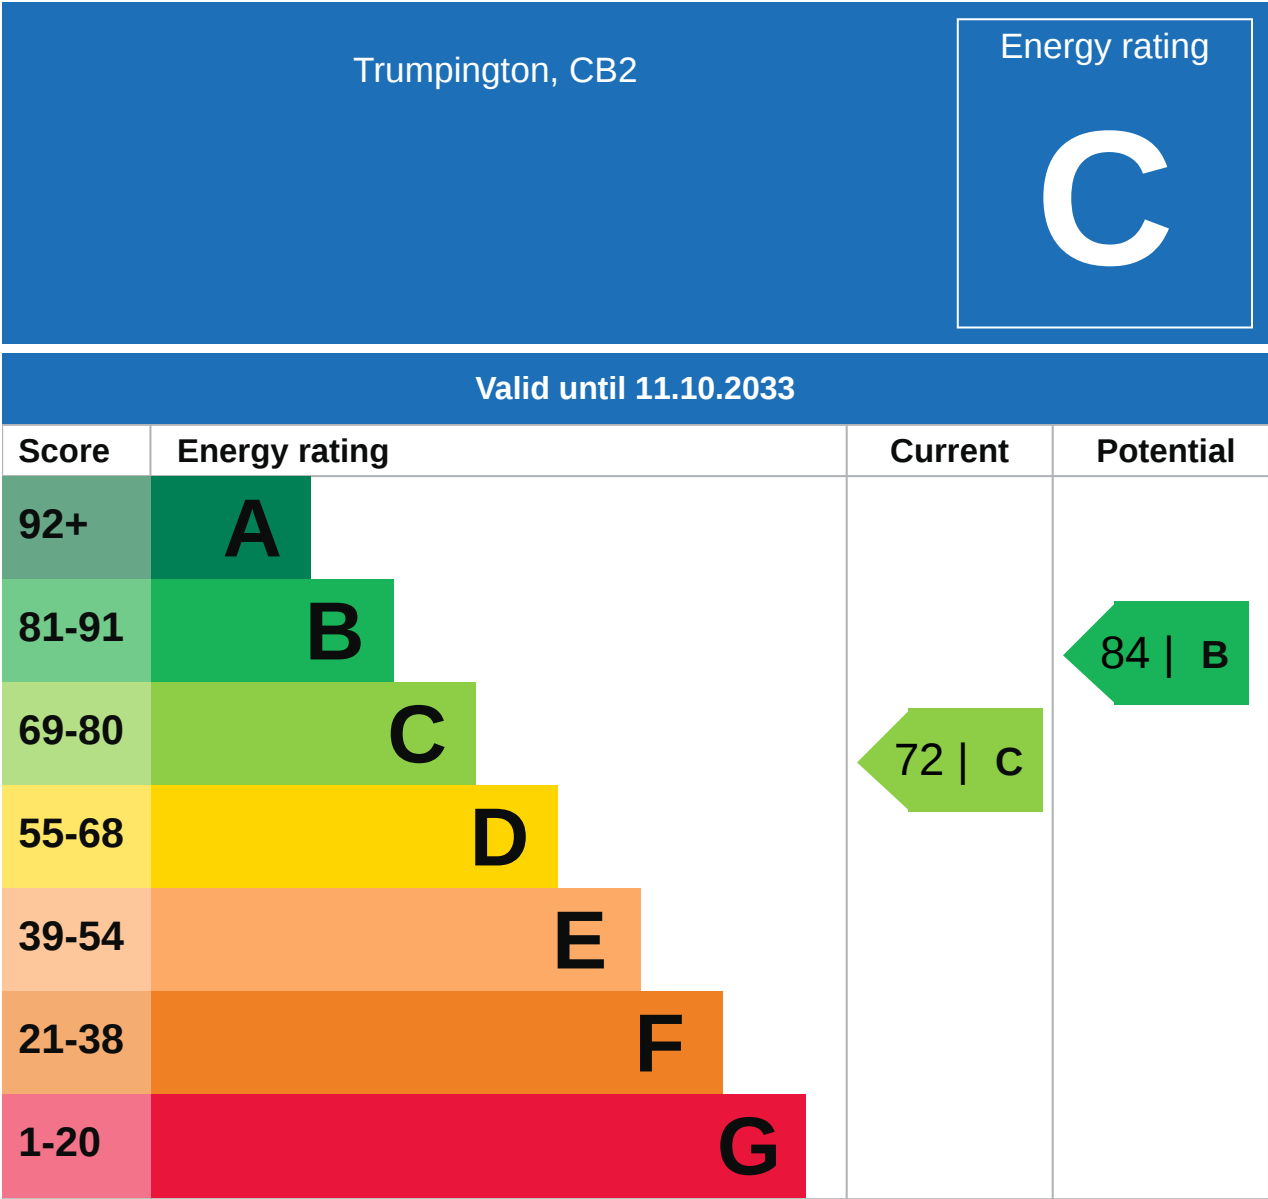 Trumpington, CB2
Energy rating
C
Valid until 11.10.2033
Score Energy rating Current Potential
92+ A
81-91 B
84 | B
69-80 C
72 | C
55-68 D
39-54 E
21-38 F
1-20 G